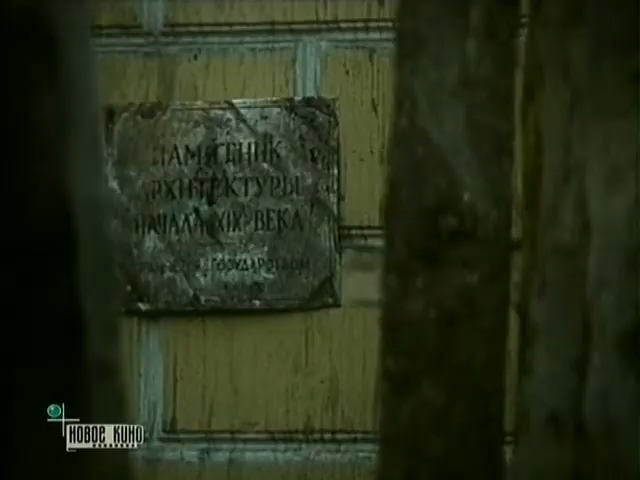 ПАМЯТНИК
АРХИТЕКТУРЫ
НАЧАЛА XIX ВЕКА
ГОСУДАРСТВОМ
НОВОЕ КИНО